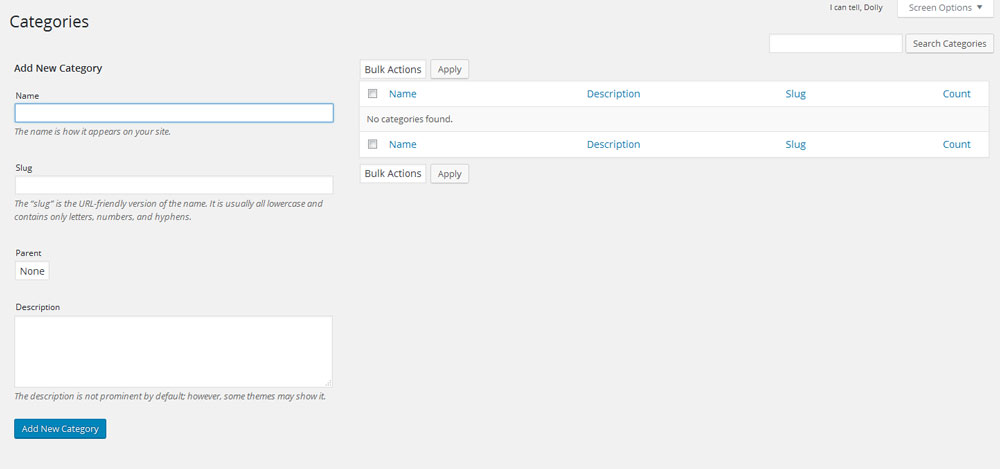 I can tell, Dolly
Screen Options
Categories
Search Categories
Add New Category
Name
The name is how it appears on your site.
Slug
The “slug” is the URL-friendly version of the name. It is usually all lowercase and
contains only letters, numbers, and hyphens.
Parent
None
Description
The description is not prominent by default; however, some themes may show it.
Add New Category
Bulk Actions Apply
Name Description Slug Count
No categories found.
Name Description Slug Count
Bulk Actions Apply